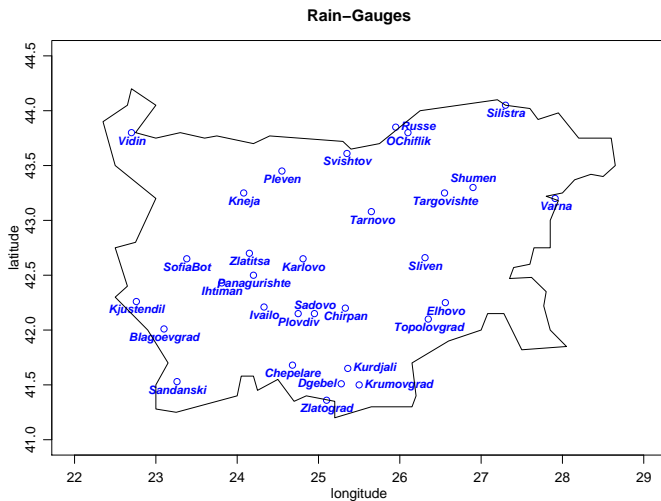 Rain−Gauges
44.5
44.0
43.5
43.0
42.5
42.0
41.5
41.0
latitude
Silistra
Russe
OChiflik
Vidin
Svishtov
Pleven
Shumen
Kneja
Targovishte
Varna
Tarnovo
Zlatitsa
SofiaBot
Karlovo
Sliven
Panagurishte
Ihtiman
Kjustendil
Ivailo
Sadovo
Plovdiv
Chirpan
Elhovo
Topolovgrad
Blagoevgrad
Chepelare
Kurdjali
Sandanski
Dgebel
Krumovgrad
Zlatograd
22 23 24 25 26 27 28 29
longitude